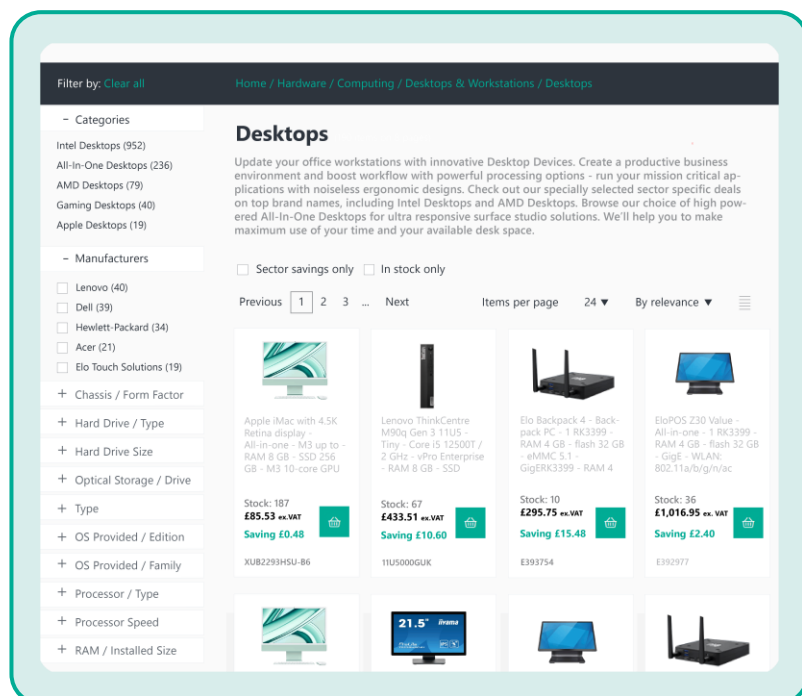 Filter by: Clear all
Home / Hardware / Computing / Desktops & Workstations / Desktops
– Categories
Intel Desktops (952)
All-In-One Desktops (236)
AMD Desktops (79)
Gaming Desktops (40)
Apple Desktops (19)
– Manufacturers
Lenovo (40)
Dell (39)
Hewlett-Packard (34)
Acer (21)
Elo Touch Solutions (19)
+ Chassis / Form Factor
+ Hard Drive / Type
+ Hard Drive Size
+ Optical Storage / Drive
+ Type
+ OS Provided / Edition
+ OS Provided / Family
+ Processor / Type
+ Processor Speed
+ RAM / Installed Size
Desktops
Update your office workstations with innovative Desktop Devices. Create a productive business
environment and boost workflow with powerful processing options - run your mission critical ap-
plications with noiseless ergonomic designs. Check out our specially selected sector specific deals
on top brand names, including Intel Desktops and AMD Desktops. Browse our choice of high pow-
ered All-In-One Desktops for ultra responsive surface studio solutions. We'll help you to make
maximum use of your time and your available desk space.
Sector savings only In stock only
Previous 1 2 3 ... Next Items per page 24 ▼ By relevance ▼
Apple iMac with 4.5K
Retina display -
All-in-one - M3 up to -
RAM 8 GB - SSD 256
GB - M3 10-core GPU
Stock: 187
£85.53 ex.VAT
Saving £0.48
XUB2293HSU-B6
Lenovo ThinkCentre
M90q Gen 3 11U5 -
Tiny - Core i5 12500T /
2 GHz - vPro Enterprise
- RAM 8 GB - SSD
Stock: 67
£433.51 ex.VAT
Saving £10.60
11U5000GUK
Elo Backpack 4 - Back-
pack PC - 1 RK3399 -
RAM 4 GB - flash 32 GB
- eMMC 5.1 -
GigERK3399 - RAM 4
Stock: 10
£295.75 ex.VAT
Saving £15.48
E393754
EloPOS Z30 Value -
All-in-one - 1 RK3399 -
RAM 4 GB - flash 32 GB
- GigE - WLAN:
802.11a/b/g/n/ac
Stock: 36
£1,016.95 ex.VAT
Saving £2.40
E392977
21.5" iiyama